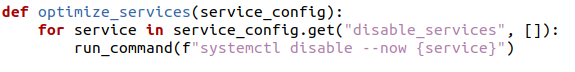 def optimize_services(service_config):
    for service in service_config.get("disable_services", []):
        run_command(f"systemctl disable --now {service}")